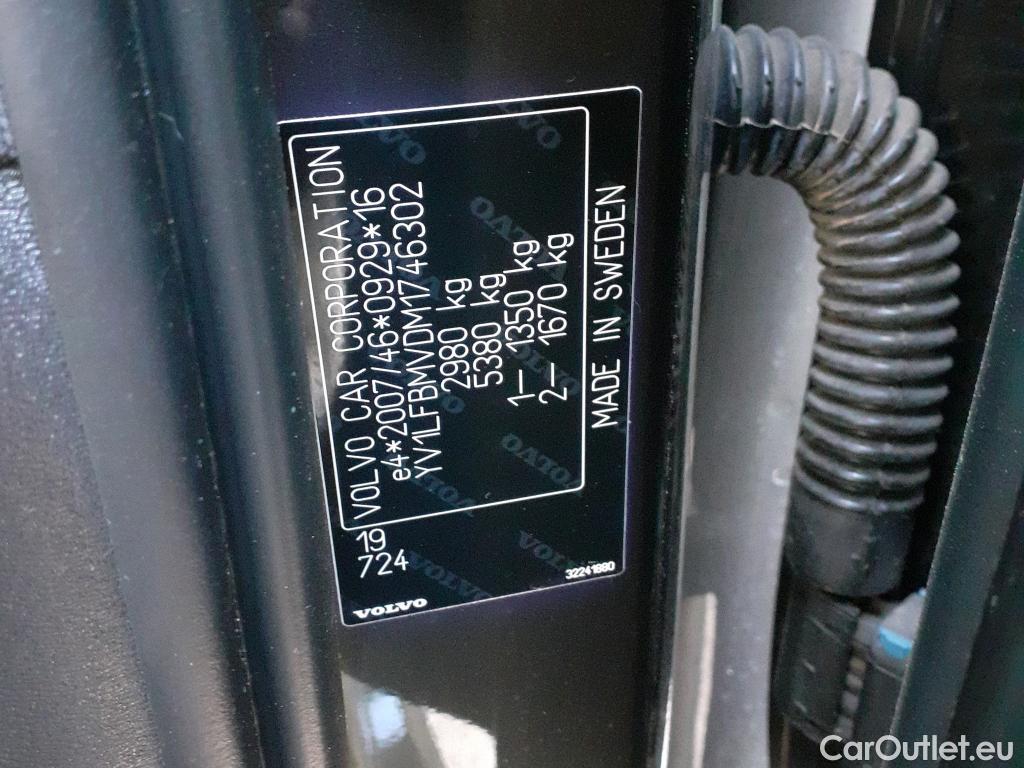 VOLVO CAR CORPORATION
e4*2007/46*0929*16
YV1LFBMVDM1746302
2980 kg
5380 kg
1— 1350 kg
2— 1670 kg
MADE IN SWEDEN
19
724
VOLVO
32241880
CarOutlet.eu